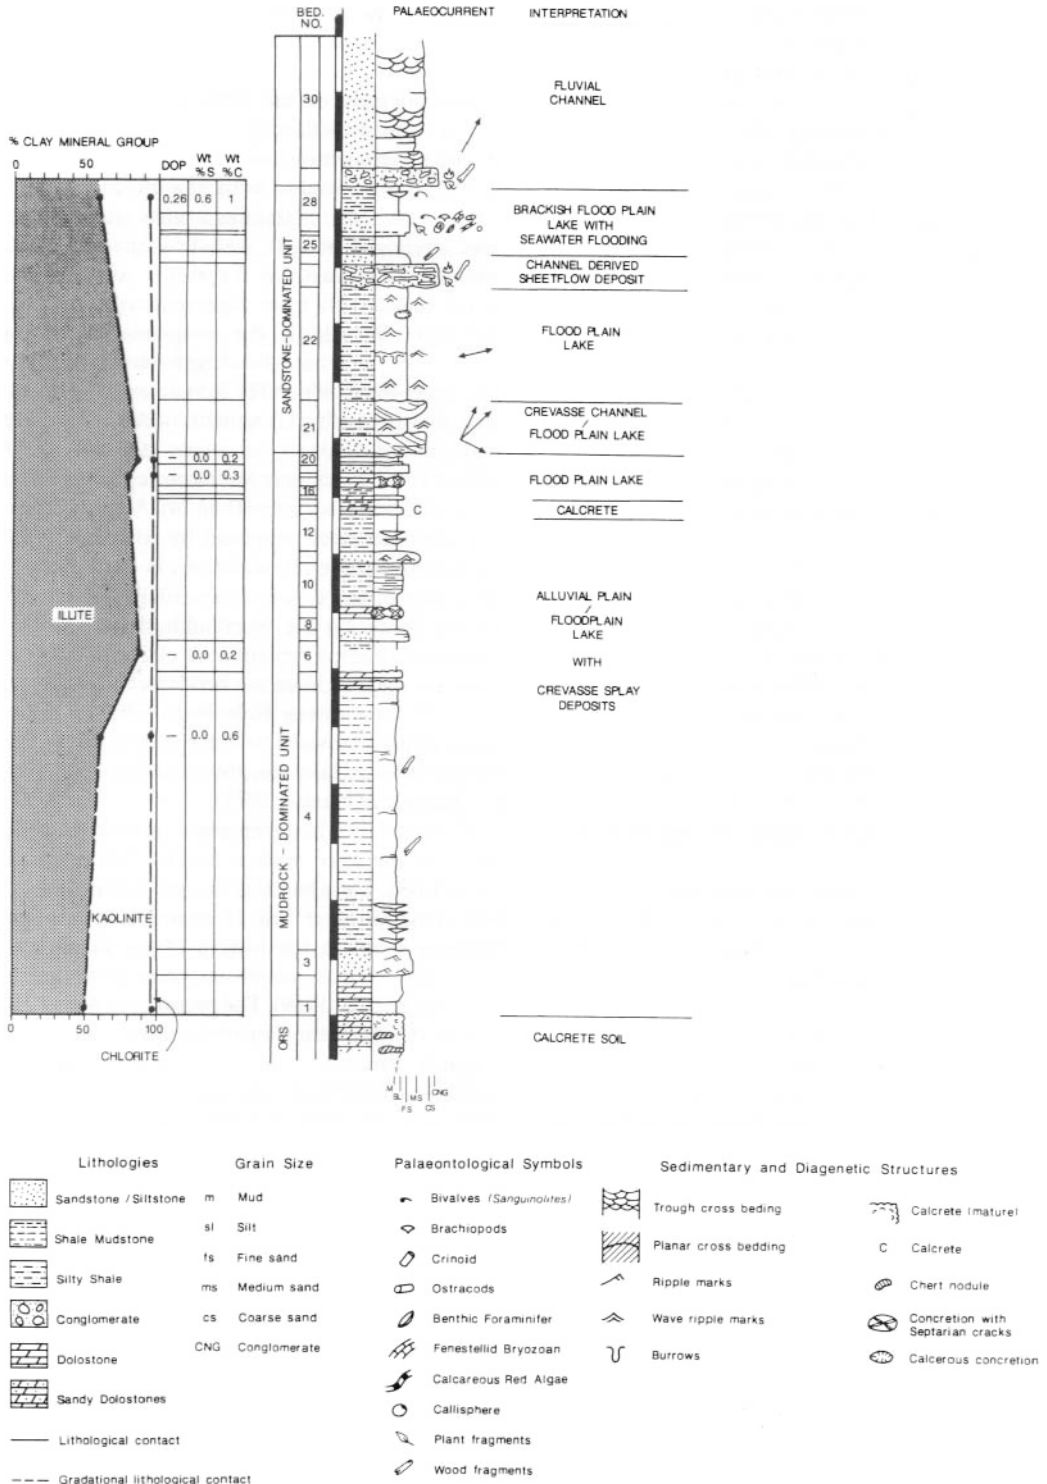 BED.
NO.
PALAEOCURRENT
INTERPRETATION
30
FLUVIAL
CHANNEL
% CLAY MINERAL GROUP
0
50
DOP
Wt
%S
Wt
%C
0.26
0.6
1
28
BRACKISH FLOOD PLAIN
LAKE WITH
SEAWATER FLOODING
25
CHANNEL DERIVED
SHEETFLOW DEPOSIT
SANDSTONE-DOMINATED UNIT
22
FLOOD PLAIN
LAKE
21
CREVASSE CHANNEL
/
FLOOD PLAIN LAKE
–
0.0
0.2
20
–
0.0
0.3
FLOOD PLAIN LAKE
16
C
CALCRETE
12
10
ALLUVIAL PLAIN
/
FLOODPLAIN
LAKE
WITH
CREVASSE SPLAY
DEPOSITS
ILLITE
8
–
0.0
0.2
6
–
0.0
0.6
MUDROCK - DOMINATED UNIT
4
KAOLINITE
3
1
0
50
100
CHLORITE
ORS
CALCRETE SOIL
M
SL
FS
MS
CS
CNG
Lithologies
Sandstone / Siltstone
Shale Mudstone
Silty Shale
Conglomerate
Dolostone
Sandy Dolostones
Lithological contact
Gradational lithological contact
Grain Size
m Mud
sl Silt
fs Fine sand
ms Medium sand
cs Coarse sand
CNG Conglomerate
Palaeontological Symbols
Bivalves (Sanguinolites)
Brachiopods
Crinoid
Ostracods
Benthic Foraminifer
Fenestellid Bryozoan
Calcareous Red Algae
Callisphere
Plant fragments
Wood fragments
Sedimentary and Diagenetic Structures
Trough cross beding
Planar cross bedding
Ripple marks
Wave ripple marks
Burrows
Calcrete (mature)
C Calcrete
Chert nodule
Concretion with
Septarian cracks
Calcerous concretion